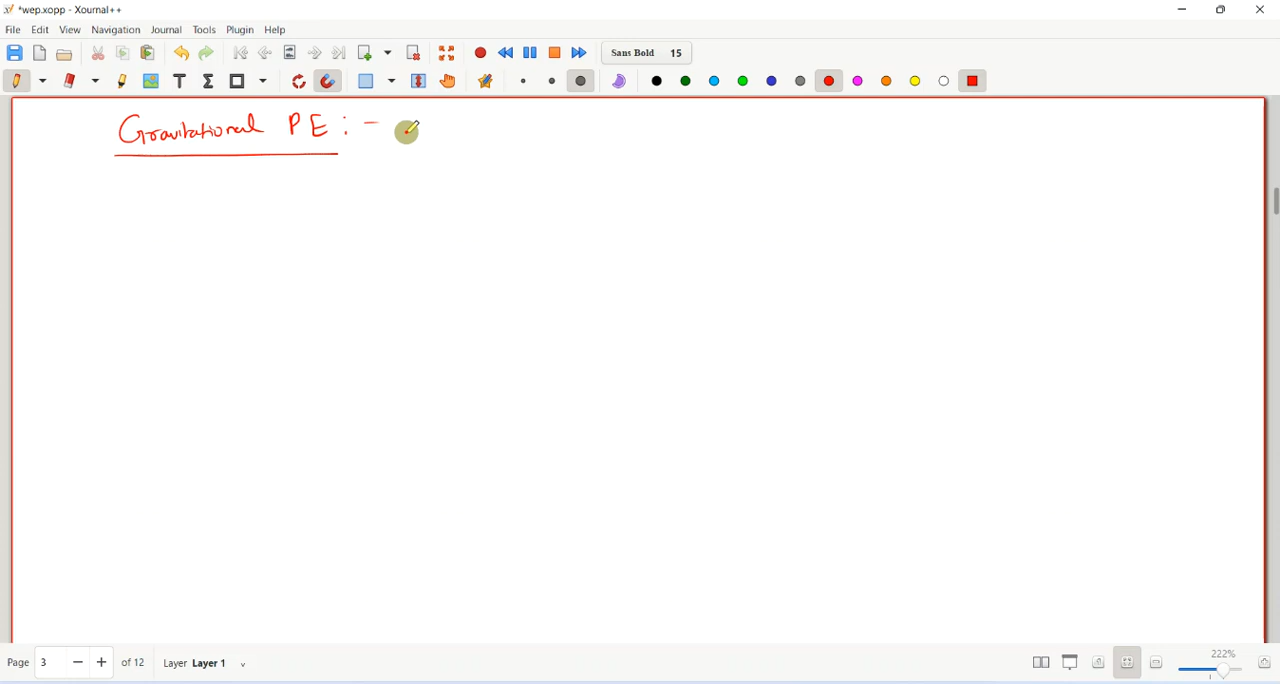 *wep.xopp - Xournal++
File Edit View Navigation Journal Tools Plugin Help
Sans Bold 15
Gravitational PE : -
Page 3 of 12 Layer Layer 1 222%